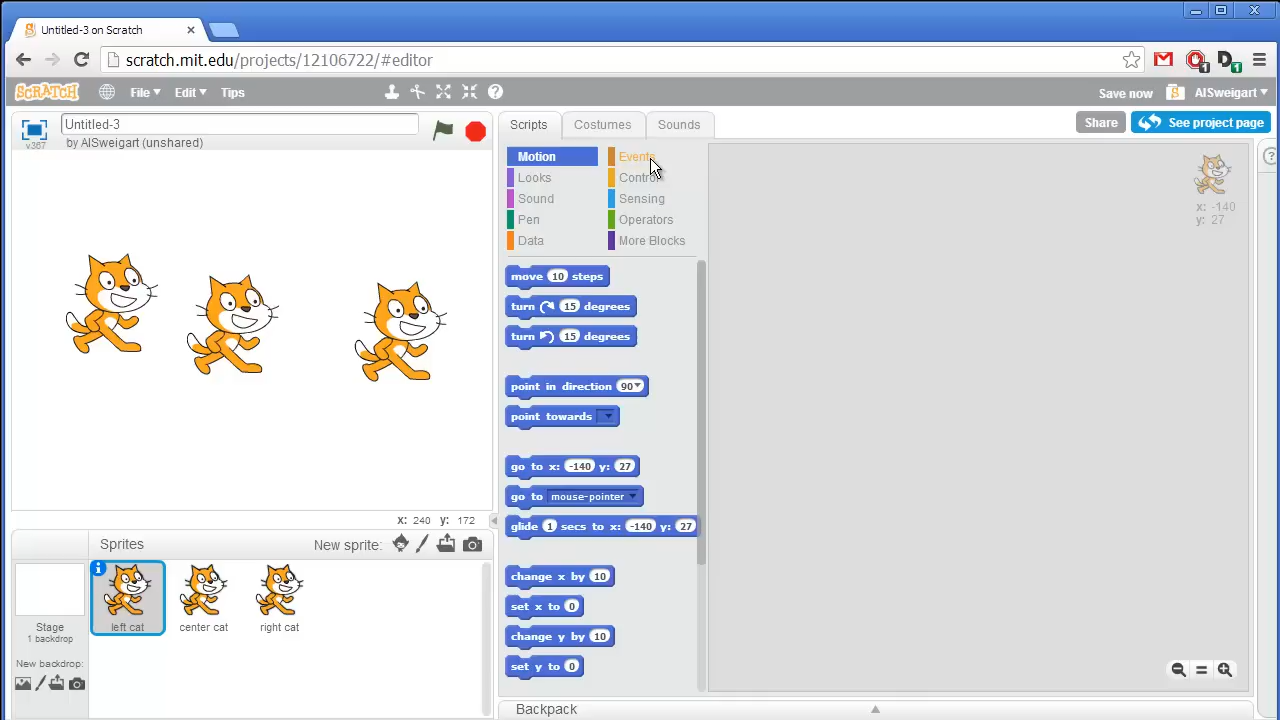 Untitled-3 on Scratch
scratch.mit.edu/projects/12106722/#editor
1
D
1
SCRATCH
File
Edit
Tips
Save now
AlSweigart
v387
Untitled-3
by AlSweigart (unshared)
Scripts
Costumes
Sounds
Share
See project page
Motion
Looks
Sound
Pen
Data
Events
Control
Sensing
Operators
More Blocks
x: -140
y: 27
move 10 steps
turn 15 degrees
turn 15 degrees
point in direction 90
point towards
go to x: -140 y: 27
go to mouse-pointer
glide 1 secs to x: -140 y: 27
change x by 10
set x to 0
change y by 10
set y to 0
x: 240 y: 172
Sprites
New sprite:
left cat
center cat
right cat
Stage
1 backdrop
New backdrop:
Backpack